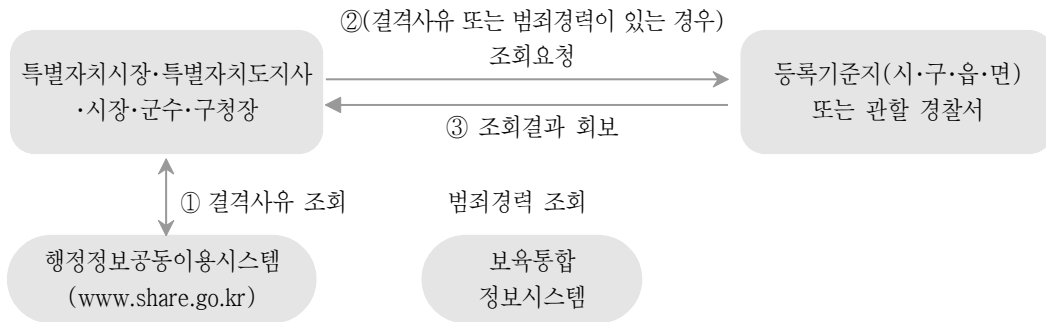 ②(결격사유 또는 범죄경력이 있는 경우)
조회요청
특별자치시장·특별자치도지사
·시장·군수·구청장
등록기준지(시·구·읍·면)
또는 관할 경찰서
③ 조회결과 회보
① 결격사유 조회
범죄경력 조회
행정정보공동이용시스템
(www.share.go.kr)
보육통합
정보시스템